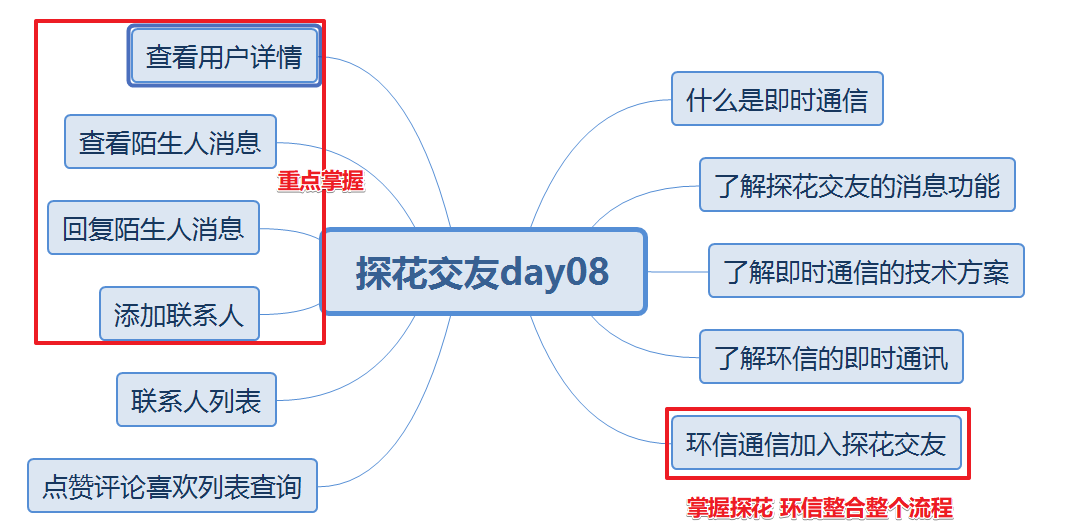 查看用户详情
查看陌生人消息
重点掌握
回复陌生人消息
添加联系人
联系人列表
点赞评论喜欢列表查询
探花交友day08
什么是即时通信
了解探花交友的消息功能
了解即时通信的技术方案
了解环信的即时通讯
环信通信加入探花交友
掌握探花 环信整合整个流程